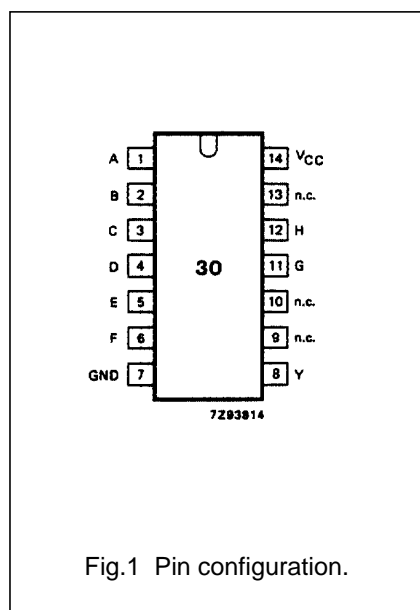 A 1 14 VCC
B 2 13 n.c.
C 3 12 H
D 4 30 11 G
E 5 10 n.c.
F 6 9 n.c.
GND 7 8 Y
7Z93914
Fig.1 Pin configuration.